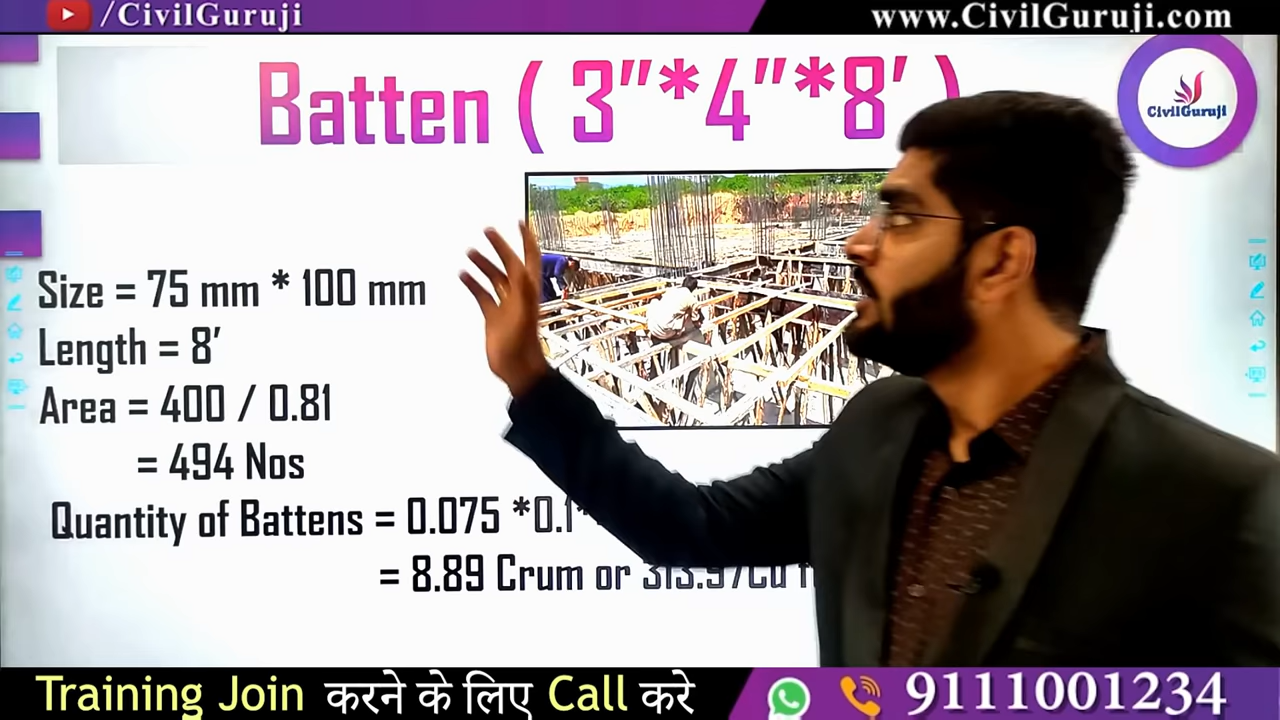 /CivilGuruji
www.CivilGuruji.com
Batten ( 3"*4"*8' )
CivilGuruji
Size = 75 mm * 100 mm
Length = 8'
Area = 400 / 0.81
= 494 Nos
Quantity of Battens = 0.075 *0.1*
= 8.89 Crum or 313.97Cu
Training Join करने के लिए Call करे
9111001234